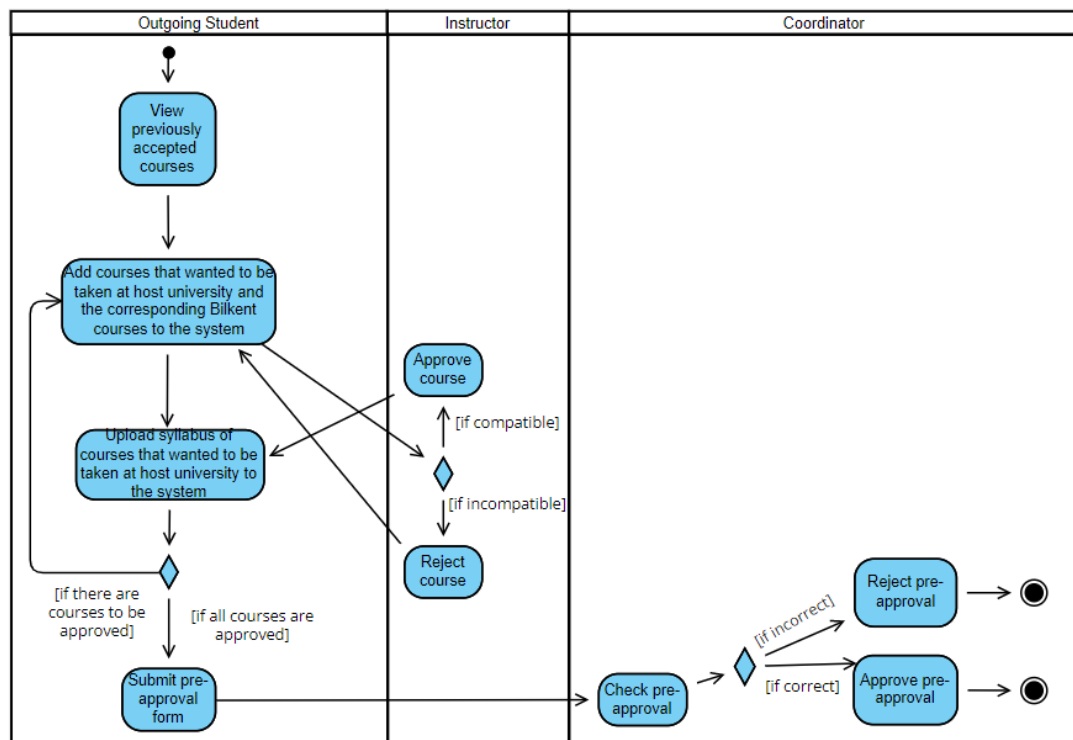 Outgoing Student
Instructor
Coordinator
View
previously
accepted
courses
Add courses that wanted to be
taken at host university and
the corresponding Bilkent
courses to the system
Approve
course
[if compatible]
Upload syllabus of
courses that wanted to be
taken at host university to
the system
[if incompatible]
Reject
course
[if there are
courses to be
approved]
[if all courses are
approved]
Submit pre-
approval
form
Check pre-
approval
[if incorrect]
[if correct]
Reject pre-
approval
Approve pre-
approval